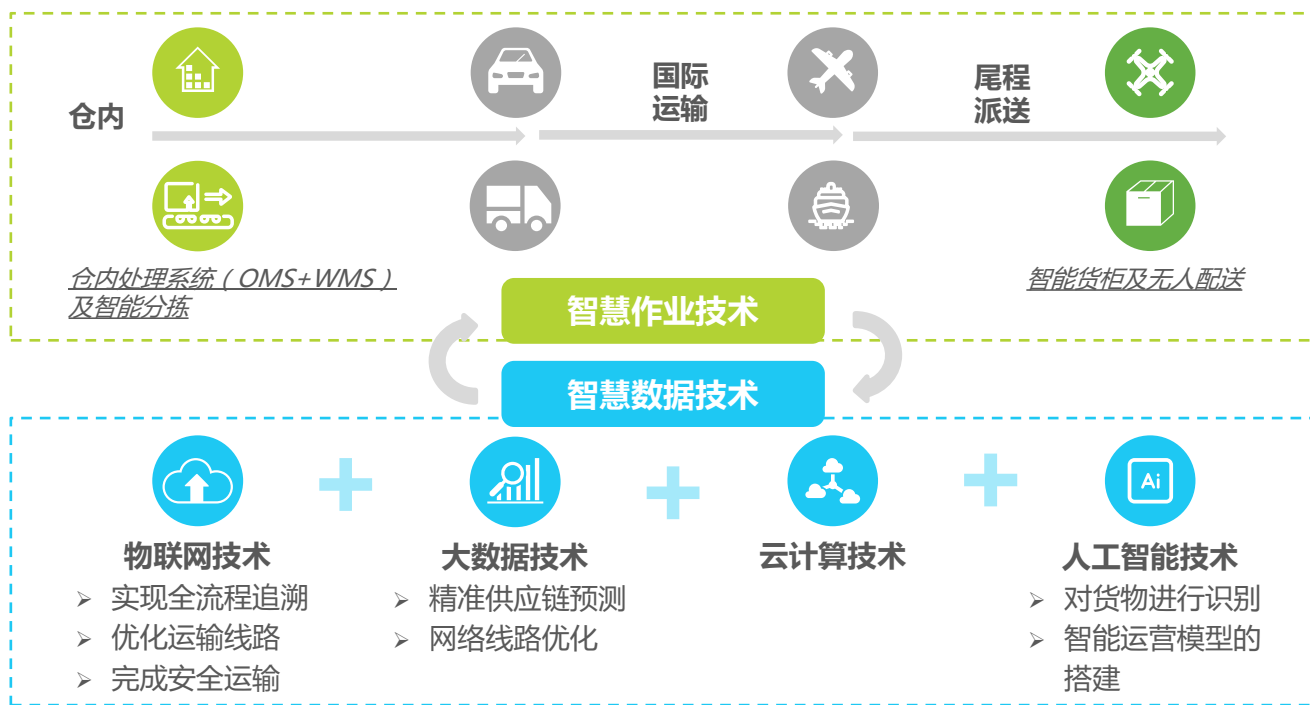 仓内
国际
运输
尾程
派送
仓内处理系统（OMS+WMS）
及智能分拣
智能货柜及无人配送
智慧作业技术
智慧数据技术
Ai
物联网技术
➢ 实现全流程追溯
➢ 优化运输线路
➢ 完成安全运输
大数据技术
➢ 精准供应链预测
➢ 网络线路优化
云计算技术
人工智能技术
➢ 对货物进行识别
➢ 智能运营模型的
搭建